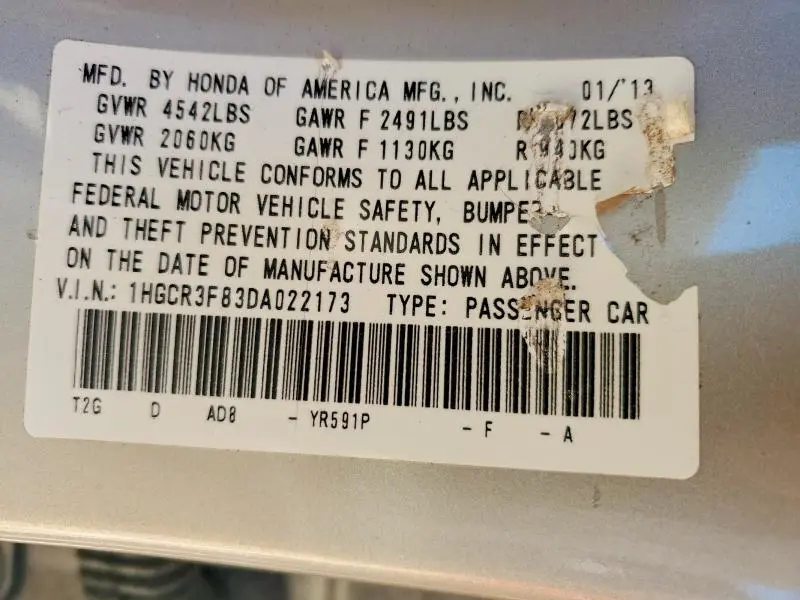 MFD. BY HONDA OF AMERICA MFG., INC. 01/'13
GVWR 4542LBS GAWR F 2491LBS
GVWR 2060KG GAWR F 1130KG
THIS VEHICLE CONFORMS TO ALL APPLICABLE
FEDERAL MOTOR VEHICLE SAFETY, BUMPER
AND THEFT PREVENTION STANDARDS IN EFFECT
ON THE DATE OF MANUFACTURE SHOWN ABOVE.
V.I.N.: 1HGCR3F83DA022173 TYPE: PASSENGER CAR
T2G D AD8 - YR591P - F - A